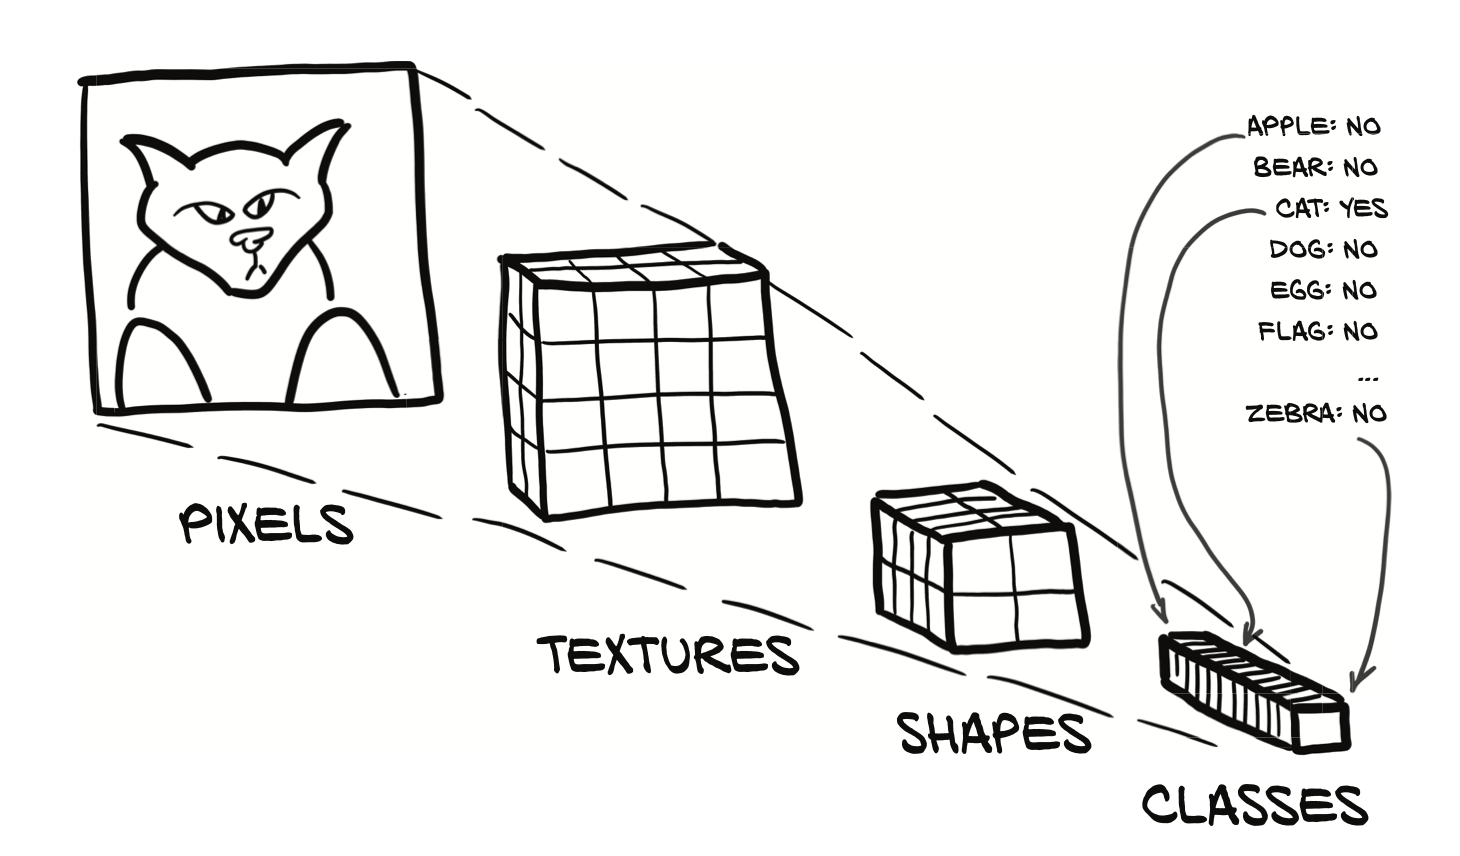 APPLE: NO
BEAR: NO
CAT: YES
DOG: NO
EGG: NO
FLAG: NO
...
ZEBRA: NO
PIXELS
TEXTURES
SHAPES
CLASSES